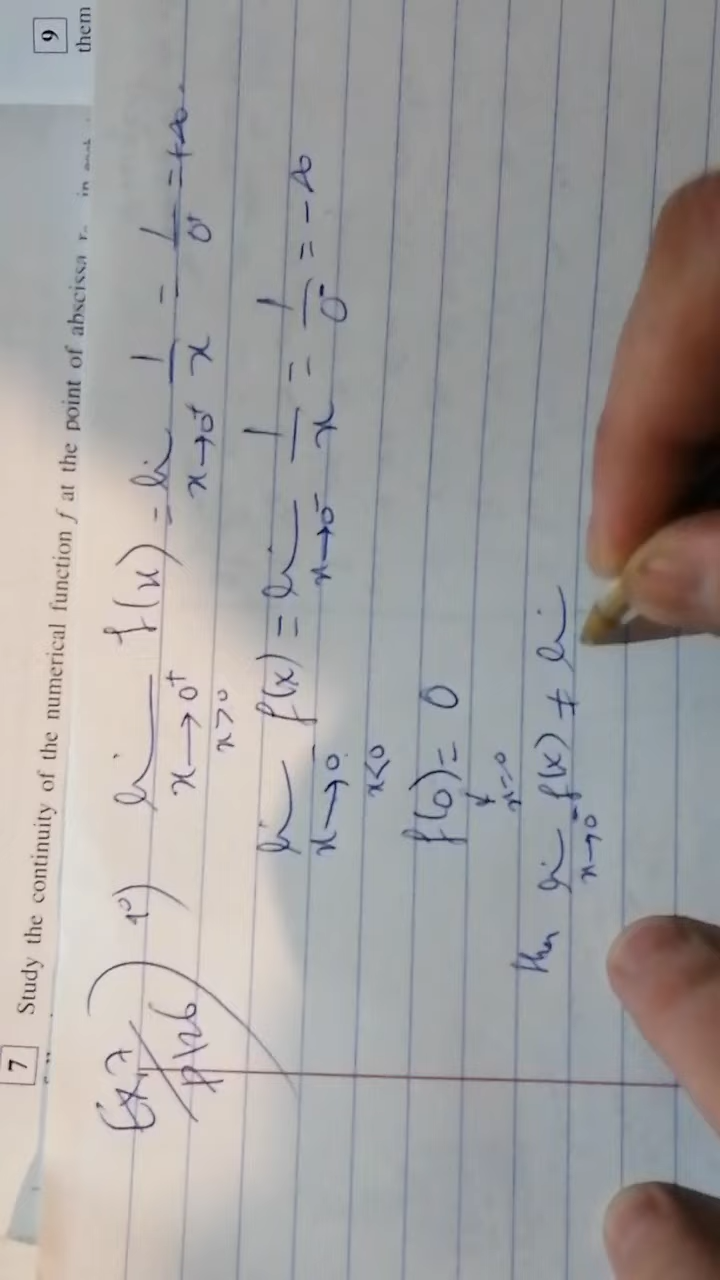 7 Study the continuity of the numerical function f at the point of abscissa
9
them
Ex 7 / p126 ) 1°) lim f(x) = lim 1/x = 1/0⁺ = +∞.
x→0⁺ x→0⁺
x>0
lim f(x) = lim 1/x = 1/0⁻ = -∞
x→0⁻ x→0⁻
x<0
f(0) = 0
x=0
then lim f(x) ≠ lim
x→0⁻